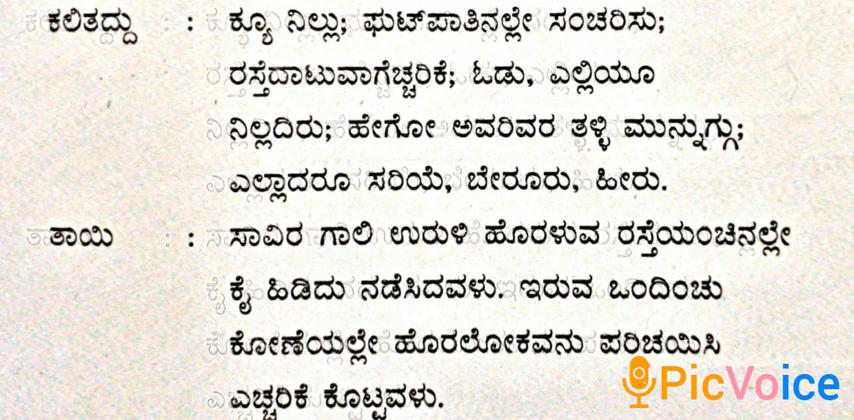 ಕಲಿತದ್ದು : ಕ್ಯೂ ನಿಲ್ಲು; ಫುಟ್‌ಪಾತಿನಲ್ಲೇ ಸಂಚರಿಸು;
ರಸ್ತೆದಾಟುವಾಗೆಚ್ಚರಿಕೆ; ಓಡು, ಎಲ್ಲಿಯೂ
ನಿಲ್ಲದಿರು; ಹೇಗೋ ಅವರಿವರ ತಳ್ಳಿ ಮುನ್ನುಗ್ಗು;
ಎಲ್ಲಾದರೂ ಸರಿಯೆ, ಬೇರೂರು, ಹೀರು.
ತಾಯಿ : ಸಾವಿರ ಗಾಲಿ ಉರುಳಿ ಹೊರಳುವ ರಸ್ತೆಯಂಚಿನಲ್ಲೇ
ಕೈ ಹಿಡಿದು ನಡೆಸಿದವಳು. ಇರುವ ಒಂದಿಂಚು
ಕೋಣೆಯಲ್ಲೇ ಹೊರಲೋಕವನು ಪರಿಚಯಿಸಿ
ಎಚ್ಚರಿಕೆ ಕೊಟ್ಟವಳು.
PicVoice